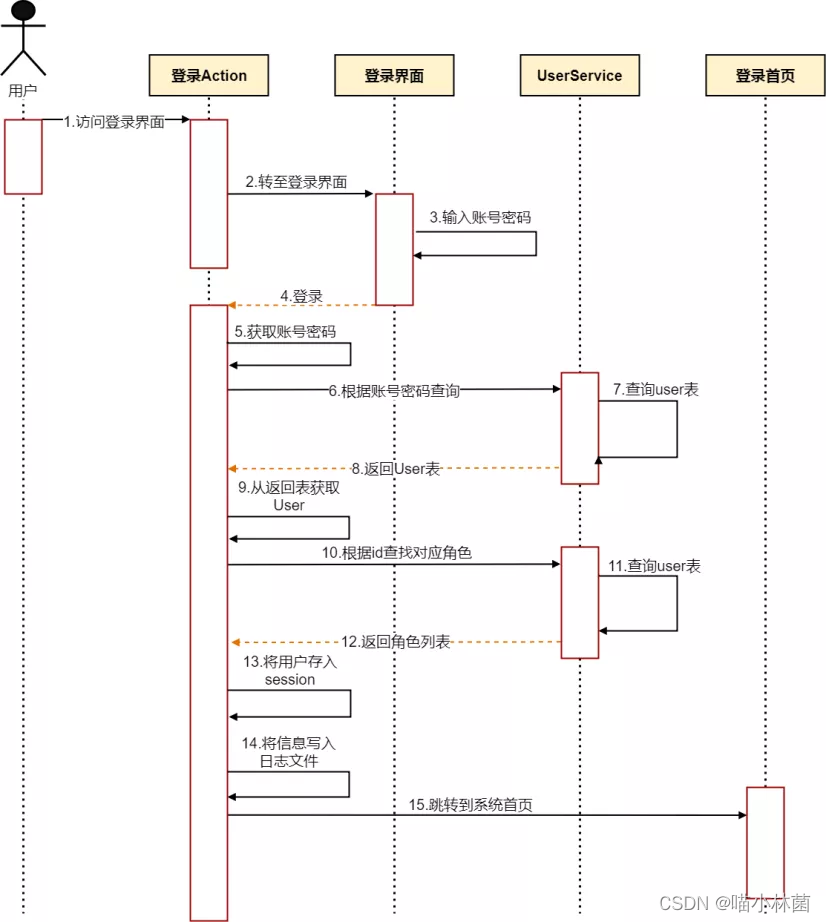 用户
登录Action
登录界面
UserService
登录首页
1.访问登录界面
2.转至登录界面
3.输入账号密码
4.登录
5.获取账号密码
6.根据账号密码查询
7.查询user表
8.返回User表
9.从返回表获取
User
10.根据id查找对应角色
11.查询user表
12.返回角色列表
13.将用户存入
session
14.将信息写入
日志文件
15.跳转到系统首页
CSDN @喵小林菌